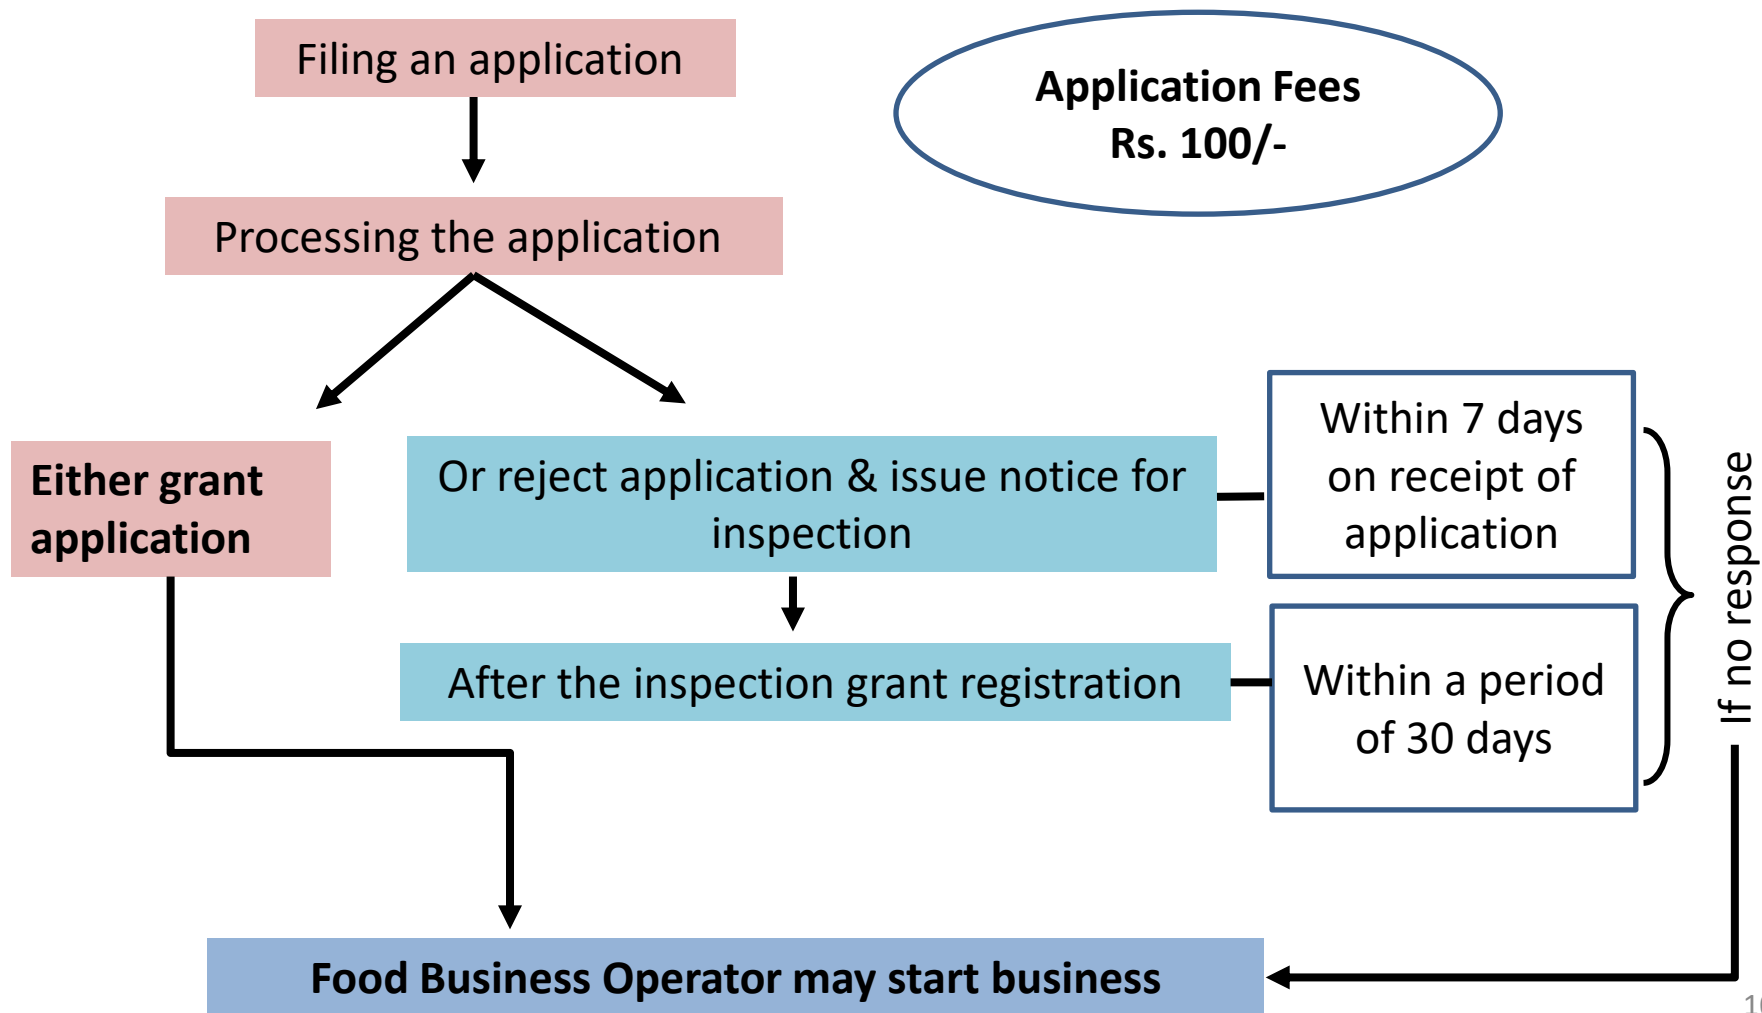 Filing an application
Application Fees
Rs. 100/-
Processing the application
Either grant
application
Or reject application & issue notice for
inspection
Within 7 days
on receipt of
application
After the inspection grant registration
Within a period
of 30 days
If no response
Food Business Operator may start business